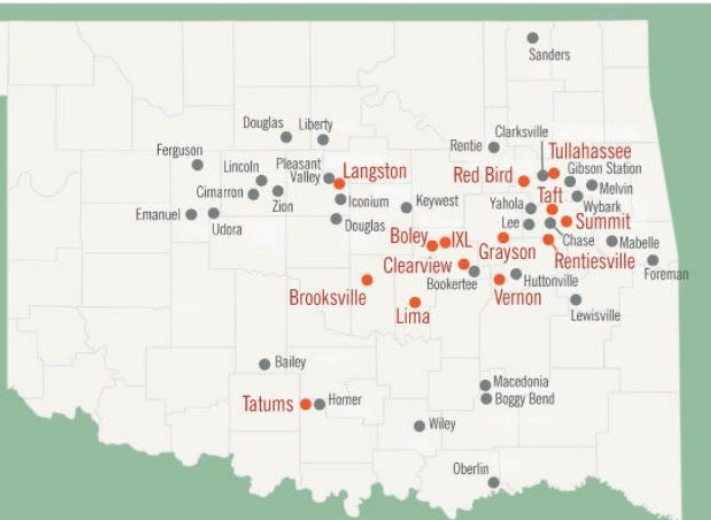 Sanders
Douglas
Liberty
Clarksville
Rentie
Tullahassee
Ferguson
Lincoln
Pleasant
Valley
Langston
Red Bird
Gibson Station
Melvin
Cimarron
Zion
Iconium
Keywest
Yahola
Taft
Wybark
Emanuel
Udora
Douglas
Lee
Summit
Boley
IXL
Grayson
Chase
Mabelle
Clearview
Rentiesville
Foreman
Bookertee
Huttonville
Brooksville
Vernon
Lima
Lewisville
Bailey
Macedonia
Boggy Bend
Tatums
Homer
Wiley
Oberlin